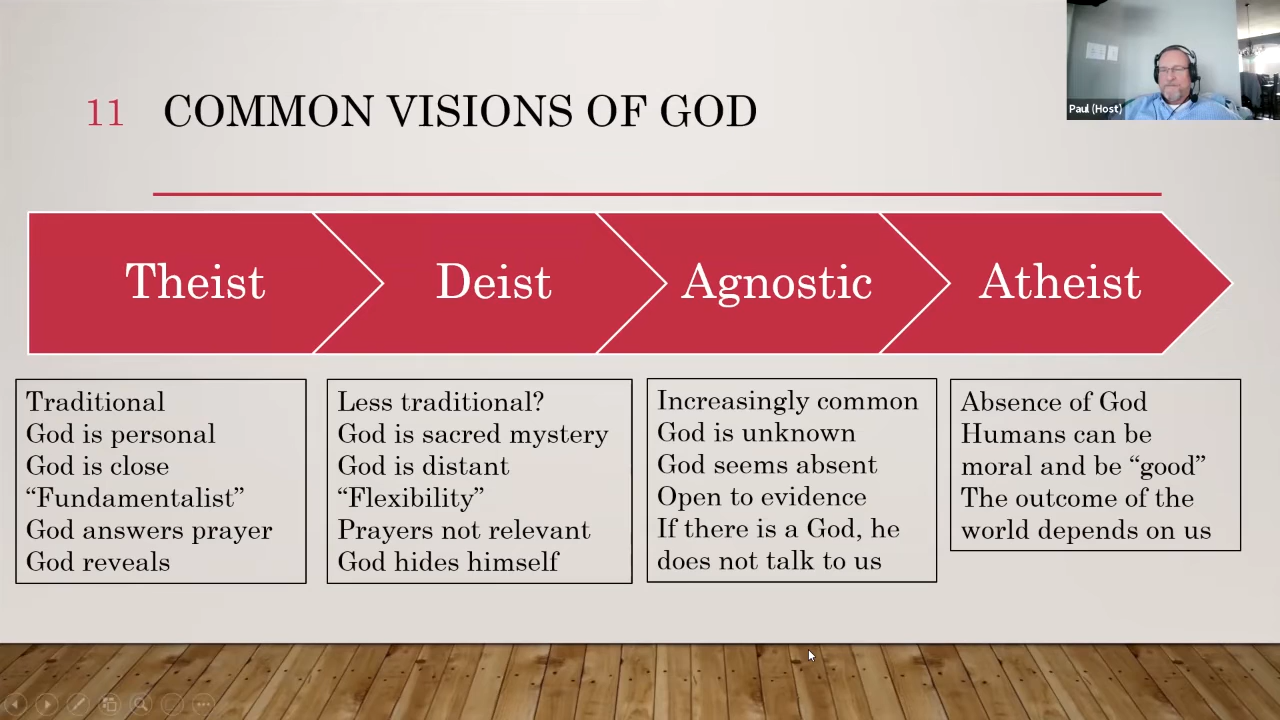 11 COMMON VISIONS OF GOD
Paul (Host)
Theist
Deist
Agnostic
Atheist
Traditional
God is personal
God is close
“Fundamentalist”
God answers prayer
God reveals
Less traditional?
God is sacred mystery
God is distant
“Flexibility”
Prayers not relevant
God hides himself
Increasingly common
God is unknown
God seems absent
Open to evidence
If there is a God, he
does not talk to us
Absence of God
Humans can be
moral and be “good”
The outcome of the
world depends on us